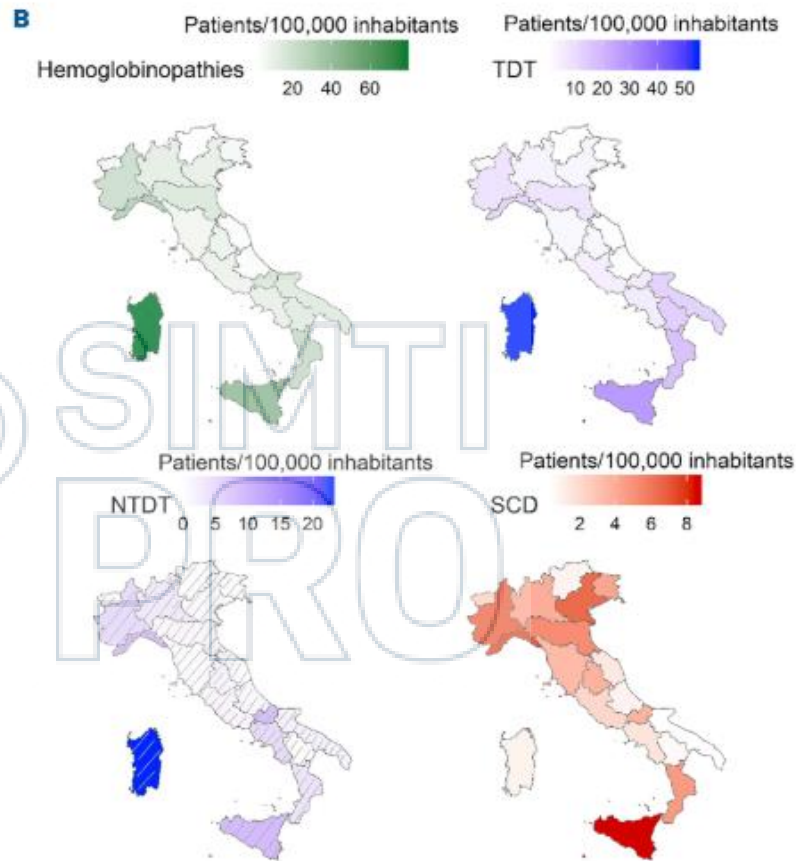 B
Patients/100,000 inhabitants
Hemoglobinopathies
20 40 60
Patients/100,000 inhabitants
TDT
10 20 30 40 50
SIMTI
PRO
Patients/100,000 inhabitants
NTDT
0 5 10 15 20
Patients/100,000 inhabitants
SCD
2 4 6 8